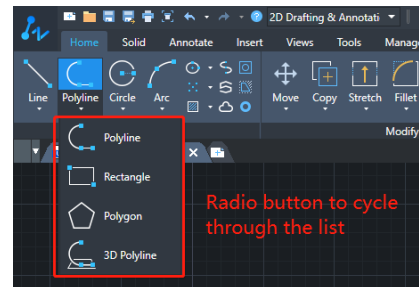 2D Drafting & Annotati
Home Solid Annotate Insert Views Tools Manag
Line Polyline Circle Arc Move Copy Stretch Fillet
Modify
Polyline
Rectangle
Polygon
3D Polyline
Radio button to cycle
through the list